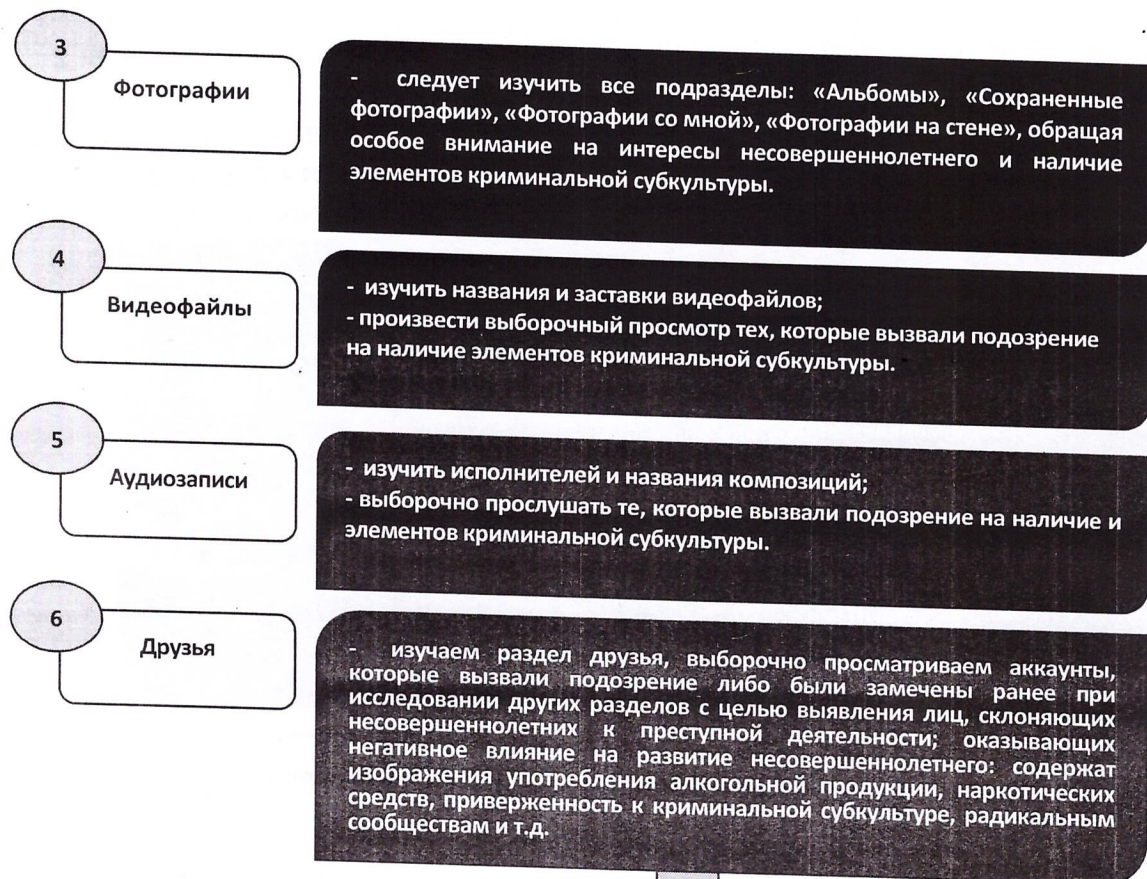 3
Фотографии
- следует изучить все подразделы: «Альбомы», «Сохраненные
фотографии», «Фотографии со мной», «Фотографии на стене», обращая
особое внимание на интересы несовершеннолетнего и наличие
элементов криминальной субкультуры.
4
Видеофайлы
- изучить названия и заставки видеофайлов;
- произвести выборочный просмотр тех, которые вызвали подозрение
на наличие элементов криминальной субкультуры.
5
Аудиозаписи
- изучить исполнителей и названия композиций;
- выборочно прослушать те, которые вызвали подозрение на наличие и
элементов криминальной субкультуры.
6
Друзья
- изучаем раздел друзья, выборочно просматриваем аккаунты,
которые вызвали подозрение либо были замечены ранее при
исследовании других разделов с целью выявления лиц, склоняющих
несовершеннолетних к преступной деятельности; оказывающих
негативное влияние на развитие несовершеннолетнего: содержат
изображения употребления алкогольной продукции, наркотических
средств, приверженность к криминальной субкультуре, радикальным
сообществам и т.д.